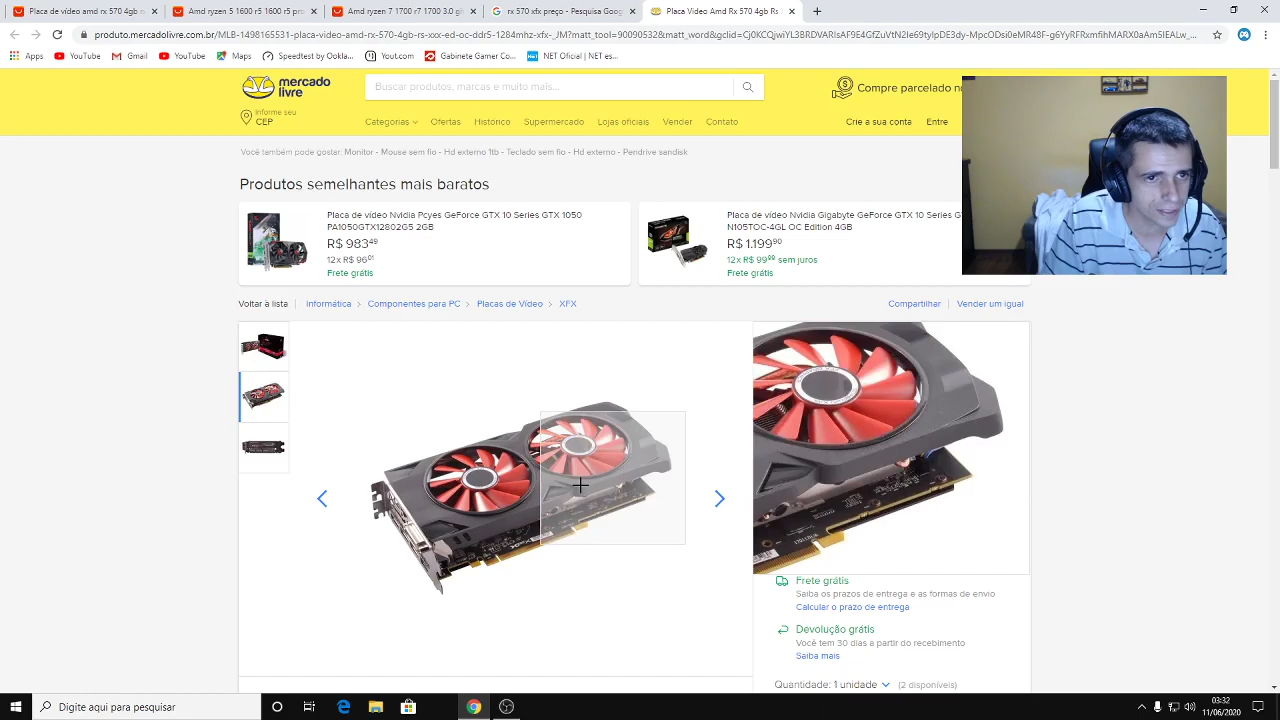 Placa de vídeo AMD rx 570 4gb r
Amd ryzen 5 1600 r5 1600 pc de
Amd ryzen 7 1700 r7 1700 3.0 g
rx 570 xfx preço - Pesquisa Goog
Placa Video Amd Rx 570 4gb Rs
Apps
YouTube
Gmail
YouTube
Maps
Speedtest by Ookla...
Yout.com
Gabinete Gamer Co...
NET Oficial | NET es...
mercado
livre
Buscar produtos, marcas e muito mais...
Compre parcelado
Informe seu
CEP
Categorias
Ofertas
Histórico
Supermercado
Lojas oficiais
Vender
Contato
Crie a sua conta
Entre
Você também pode gostar: Monitor - Mouse sem fio - Hd externo 1tb - Teclado sem fio - Hd externo - Pendrive sandisk
Produtos semelhantes mais baratos
Placa de vídeo Nvidia Pcyes GeForce GTX 10 Series GTX 1050
PA1050GTX12802G5 2GB
R$ 983 49
12x R$ 96 01
Frete grátis
Placa de vídeo Nvidia Gigabyte GeForce GTX 10 Series
N105TOC-4GL OC Edition 4GB
R$ 1.199 90
12x R$ 99 99 sem juros
Frete grátis
Voltar à lista
Informática > Componentes para PC > Placas de Vídeo > XFX
Compartilhar
Vender um igual
Frete grátis
Saiba os prazos de entrega e as formas de envio
Calcular o prazo de entrega
Devolução grátis
Você tem 30 dias a partir do recebimento
Saiba mais
Quantidade: 1 unidade (2 disponíveis)
Digite aqui para pesquisar
03:32
11/06/2020